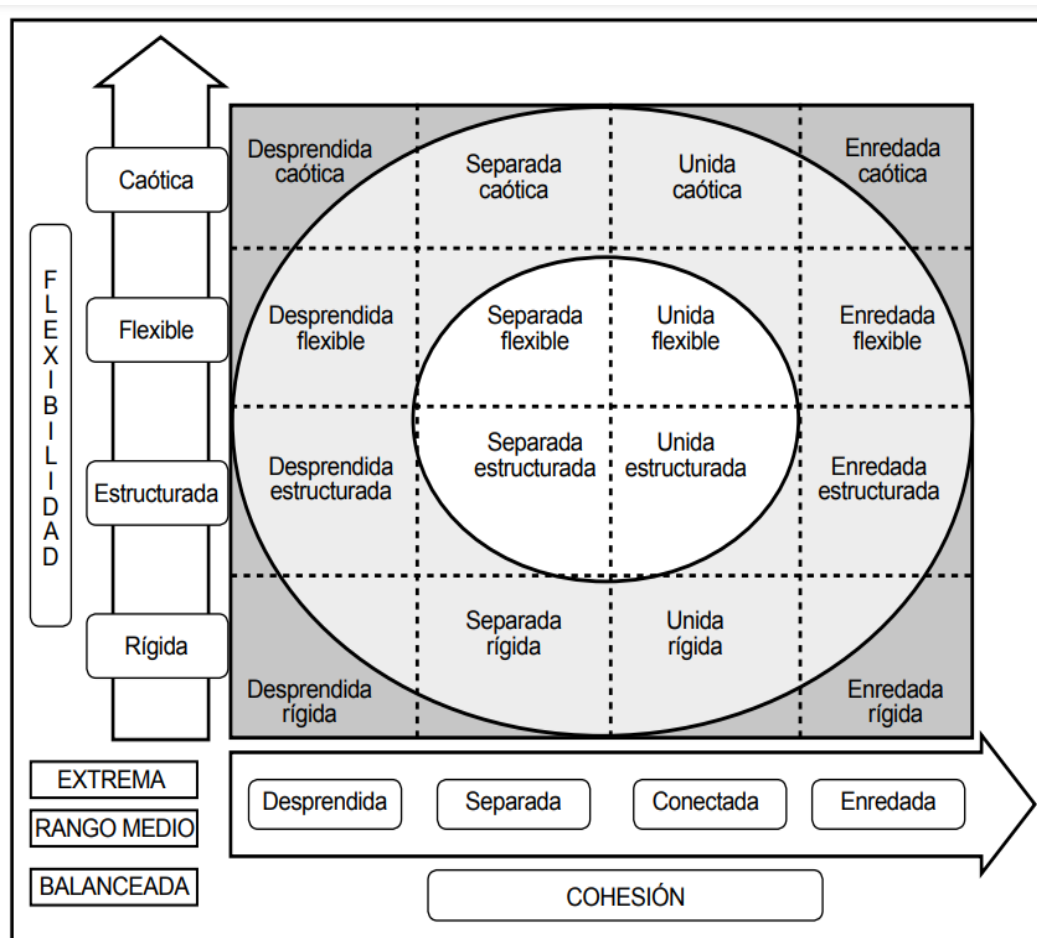 Desprendida
caótica
Separada
caótica
Unida
caótica
Enredada
caótica
Caótica
FLEXIBILIDAD
Desprendida
flexible
Separada
flexible
Unida
flexible
Enredada
flexible
Flexible
Desprendida
estructurada
Separada
estructurada
Unida
estructurada
Enredada
estructurada
Estructurada
Separada
rígida
Unida
rígida
Rígida
Desprendida
rígida
Enredada
rígida
EXTREMA
RANGO MEDIO
BALANCEADA
Desprendida
Separada
Conectada
Enredada
COHESIÓN